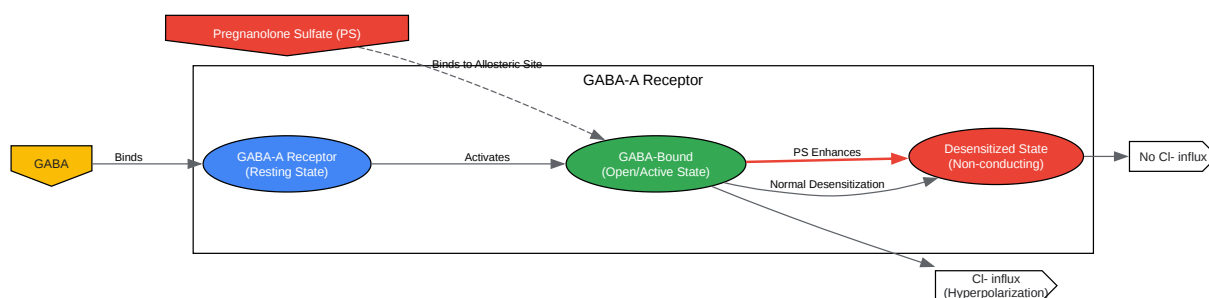 Pregnanolone Sulfate (PS)
Binds to Allosteric Site
GABA-A Receptor
GABA
Binds
GABA-A Receptor
(Resting State)
Activates
GABA-Bound
(Open/Active State)
PS Enhances
Normal Desensitization
Desensitized State
(Non-conducting)
No Cl- influx
Cl- influx
(Hyperpolarization)